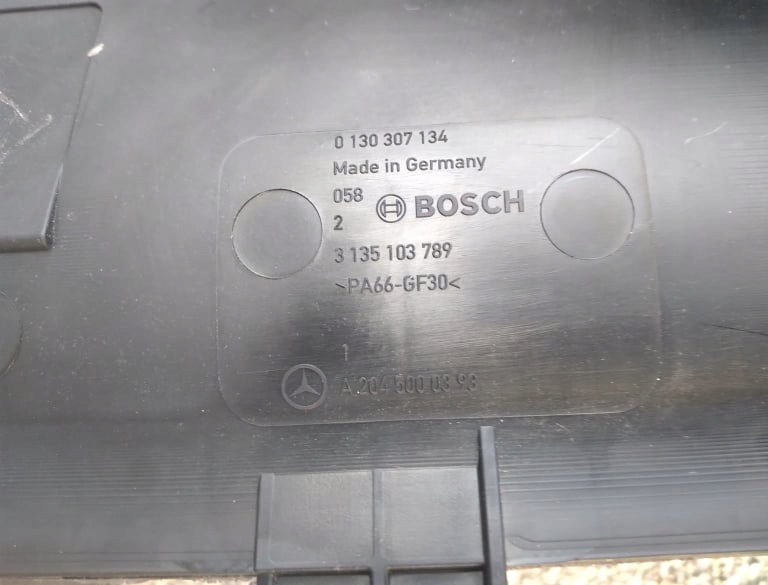 0 130 307 134
Made in Germany
058
BOSCH
2
3 135 103 789
>PA66-GF30<
1
A 204 500 03 93